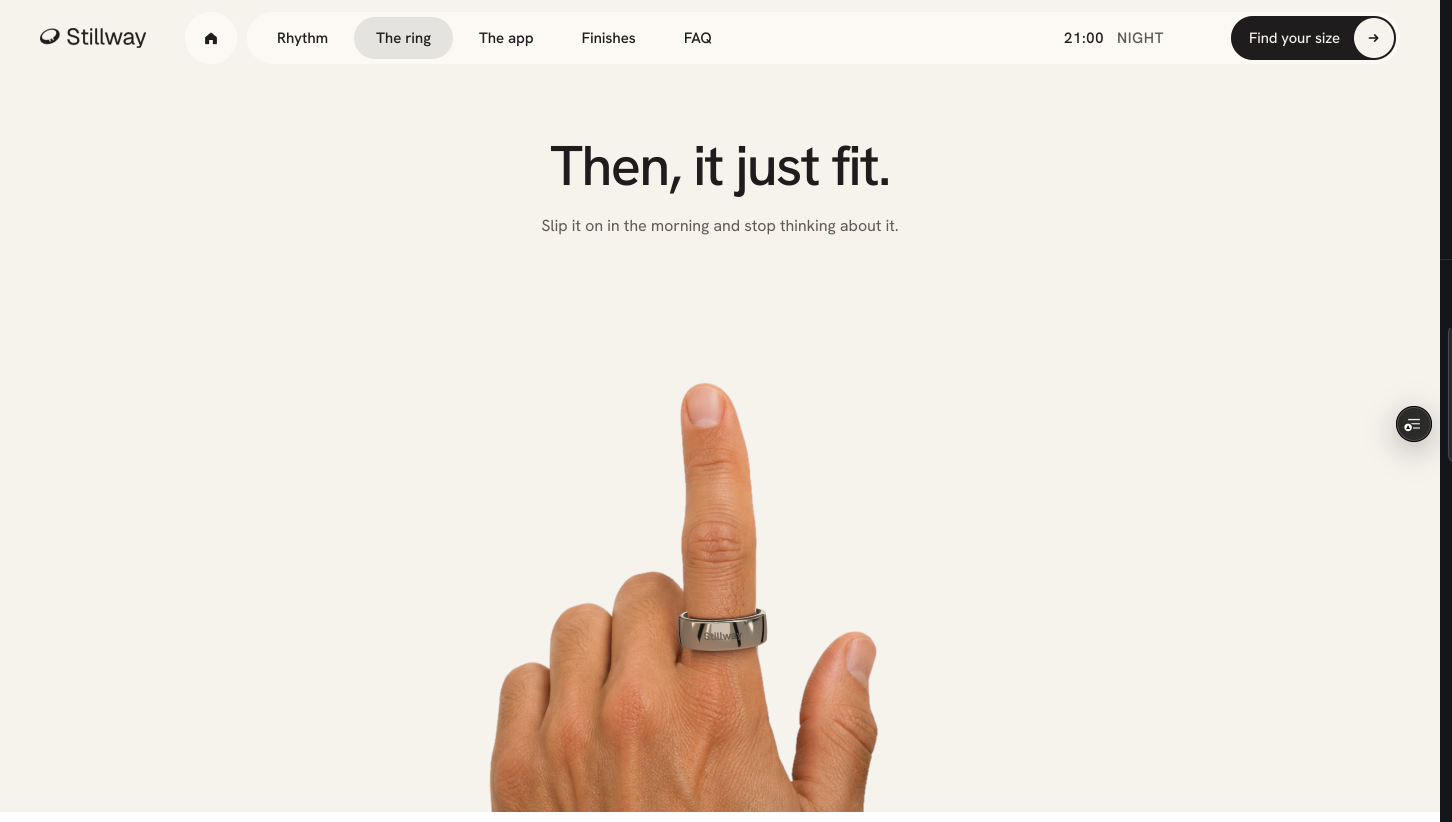 Stillway
Rhythm
The ring
The app
Finishes
FAQ
21:00 NIGHT
Find your size
Then, it just fit.
Slip it on in the morning and stop thinking about it.
Stillway